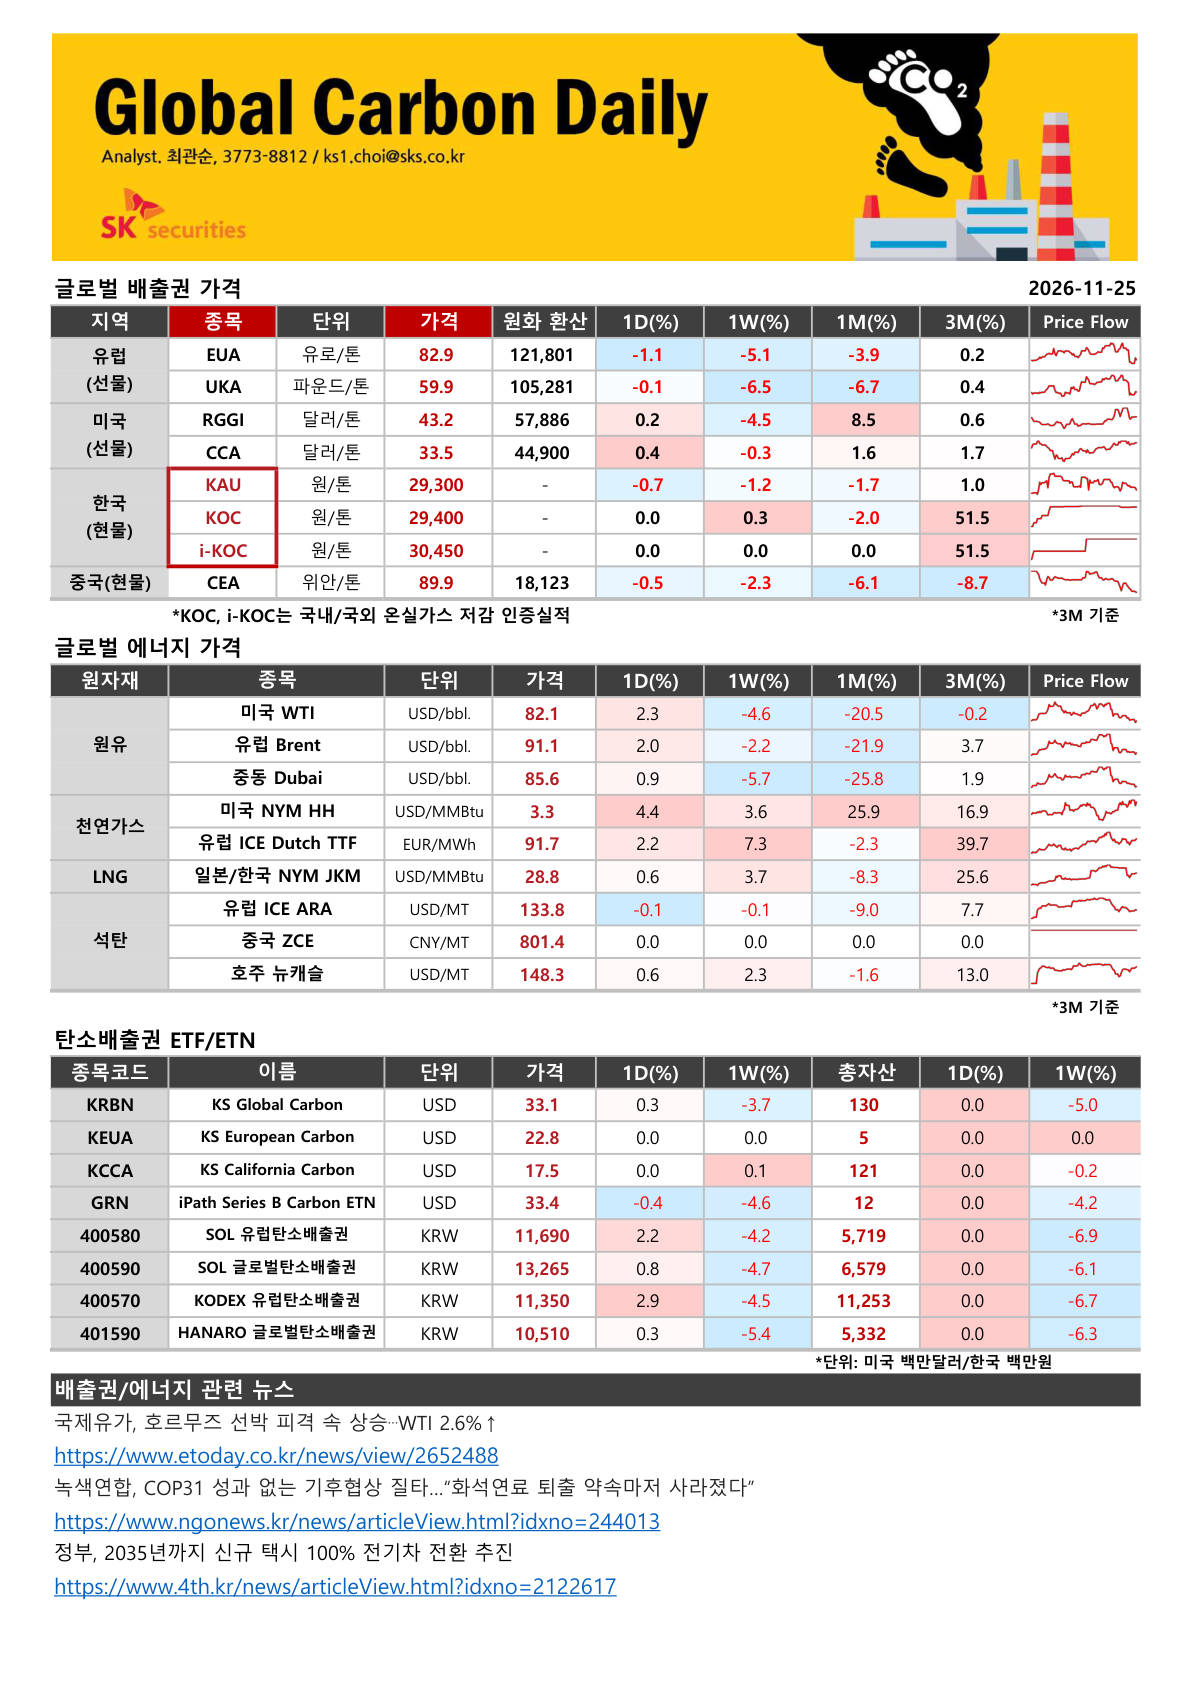 Global Carbon Daily
Analyst. 최관순, 3773-8812 / ks1.choi@sks.co.kr
SK securities
CO2
글로벌 배출권 가격 2026-11-25
지역 종목 단위 가격 원화 환산 1D(%) 1W(%) 1M(%) 3M(%) Price Flow
유럽 (선물) EUA 유로/톤 82.9 121,801 -1.1 -5.1 -3.9 0.2
UKA 파운드/톤 59.9 105,281 -0.1 -6.5 -6.7 0.4
미국 (선물) RGGI 달러/톤 43.2 57,886 0.2 -4.5 8.5 0.6
CCA 달러/톤 33.5 44,900 0.4 -0.3 1.6 1.7
한국 (현물) KAU 원/톤 29,300 - -0.7 -1.2 -1.7 1.0
KOC 원/톤 29,400 - 0.0 0.3 -2.0 51.5
i-KOC 원/톤 30,450 - 0.0 0.0 0.0 51.5
중국(현물) CEA 위안/톤 89.9 18,123 -0.5 -2.3 -6.1 -8.7
*KOC, i-KOC는 국내/국외 온실가스 저감 인증실적 *3M 기준
글로벌 에너지 가격
원자재 종목 단위 가격 1D(%) 1W(%) 1M(%) 3M(%) Price Flow
원유 미국 WTI USD/bbl. 82.1 2.3 -4.6 -20.5 -0.2
유럽 Brent USD/bbl. 91.1 2.0 -2.2 -21.9 3.7
중동 Dubai USD/bbl. 85.6 0.9 -5.7 -25.8 1.9
천연가스 미국 NYM HH USD/MMBtu 3.3 4.4 3.6 25.9 16.9
유럽 ICE Dutch TTF EUR/MWh 91.7 2.2 7.3 -2.3 39.7
LNG 일본/한국 NYM JKM USD/MMBtu 28.8 0.6 3.7 -8.3 25.6
석탄 유럽 ICE ARA USD/MT 133.8 -0.1 -0.1 -9.0 7.7
중국 ZCE CNY/MT 801.4 0.0 0.0 0.0 0.0
호주 뉴캐슬 USD/MT 148.3 0.6 2.3 -1.6 13.0
*3M 기준
탄소배출권 ETF/ETN
종목코드 이름 단위 가격 1D(%) 1W(%) 총자산 1D(%) 1W(%)
KRBN KS Global Carbon USD 33.1 0.3 -3.7 130 0.0 -5.0
KEUA KS European Carbon USD 22.8 0.0 0.0 5 0.0 0.0
KCCA KS California Carbon USD 17.5 0.0 0.1 121 0.0 -0.2
GRN iPath Series B Carbon ETN USD 33.4 -0.4 -4.6 12 0.0 -4.2
400580 SOL 유럽탄소배출권 KRW 11,690 2.2 -4.2 5,719 0.0 -6.9
400590 SOL 글로벌탄소배출권 KRW 13,265 0.8 -4.7 6,579 0.0 -6.1
400570 KODEX 유럽탄소배출권 KRW 11,350 2.9 -4.5 11,253 0.0 -6.7
401590 HANARO 글로벌탄소배출권 KRW 10,510 0.3 -5.4 5,332 0.0 -6.3
*단위: 미국 백만달러/한국 백만원
배출권/에너지 관련 뉴스
국제유가, 호르무즈 선박 피격 속 상승…WTI 2.6%↑
https://www.etoday.co.kr/news/view/2652488
녹색연합, COP31 성과 없는 기후협상 질타…“화석연료 퇴출 약속마저 사라졌다”
https://www.ngonews.kr/news/articleView.html?idxno=244013
정부, 2035년까지 신규 택시 100% 전기차 전환 추진
https://www.4th.kr/news/articleView.html?idxno=2122617